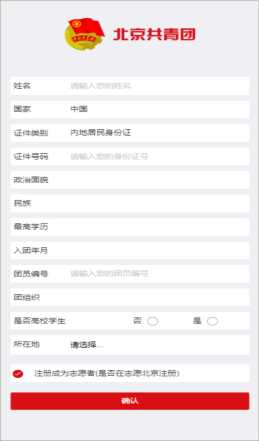 北京共青团
姓名 请输入您的姓名
国家 中国
证件类别 内地居民身份证
证件号码 请输入您的身份证号
政治面貌
民族
最高学历
入团年月
团员编号 请输入您的团员编号
团组织
是否高校学生 否 是
所在地 请选择...
注册成为志愿者(是否在志愿北京注册)
确认